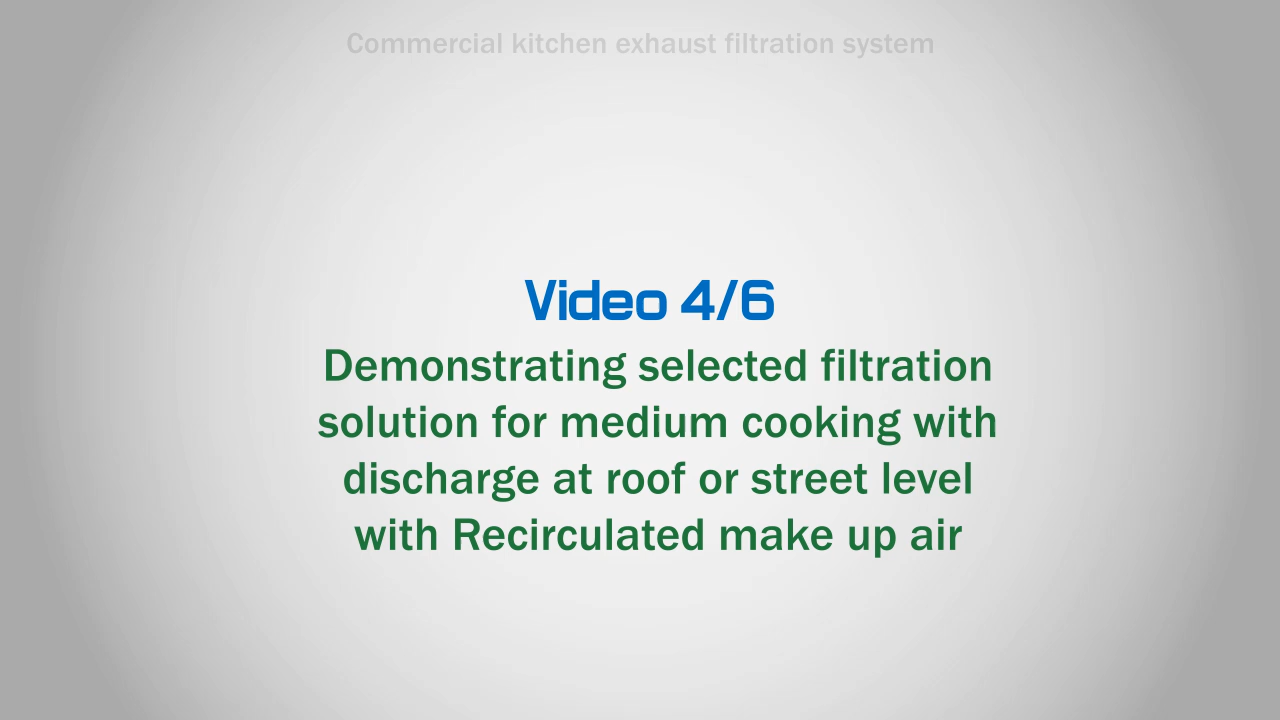 Commercial kitchen exhaust filtration system
Video 4/6
Demonstrating selected filtration
solution for medium cooking with
discharge at roof or street level
with Recirculated make up air